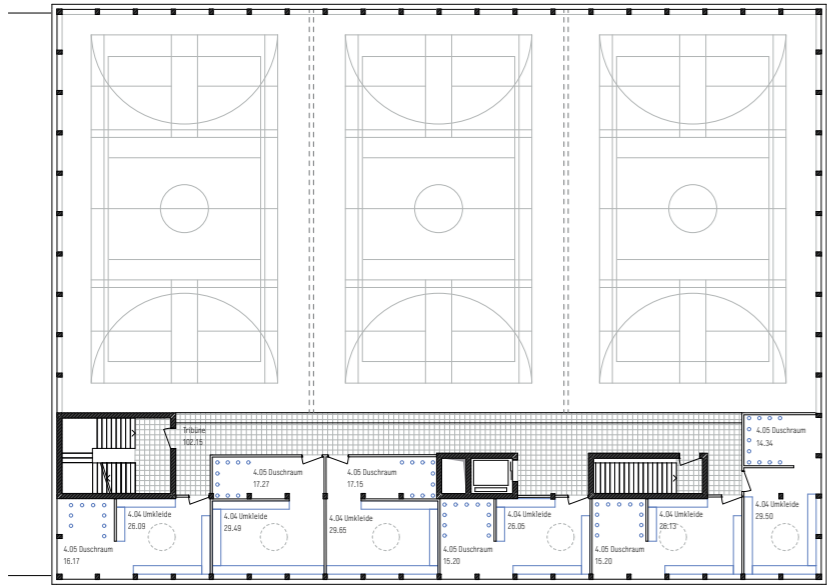 Tribüne
102.15
4.05 Duschraum
14.34
4.05 Duschraum
17.27
4.05 Duschraum
17.15
4.04 Umkleide
26.09
4.04 Umkleide
29.49
4.04 Umkleide
29.65
4.04 Umkleide
26.05
4.04 Umkleide
26.13
4.04 Umkleide
29.50
4.05 Duschraum
16.17
4.05 Duschraum
15.20
4.05 Duschraum
15.20